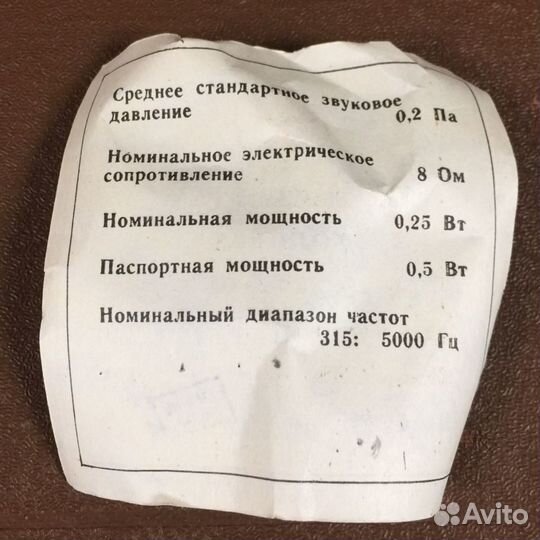 Среднее стандартное звуковое
давление 0,2 Па
Номинальное электрическое
сопротивление 8 Ом
Номинальная мощность 0,25 Вт
Паспортная мощность 0,5 Вт
Номинальный диапазон частот
315: 5000 Гц
Avito